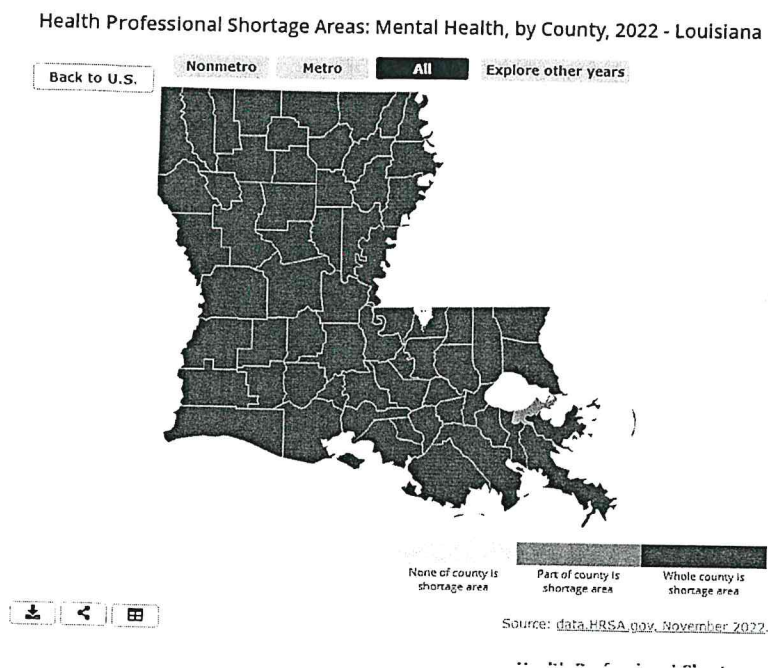 Health Professional Shortage Areas: Mental Health, by County, 2022 - Louisiana
Back to U.S.
Nonmetro
Metro
All
Explore other years
None of county is
shortage area
Part of county is
shortage area
Whole county is
shortage area
Source: data.HRSA.gov, November 2022.